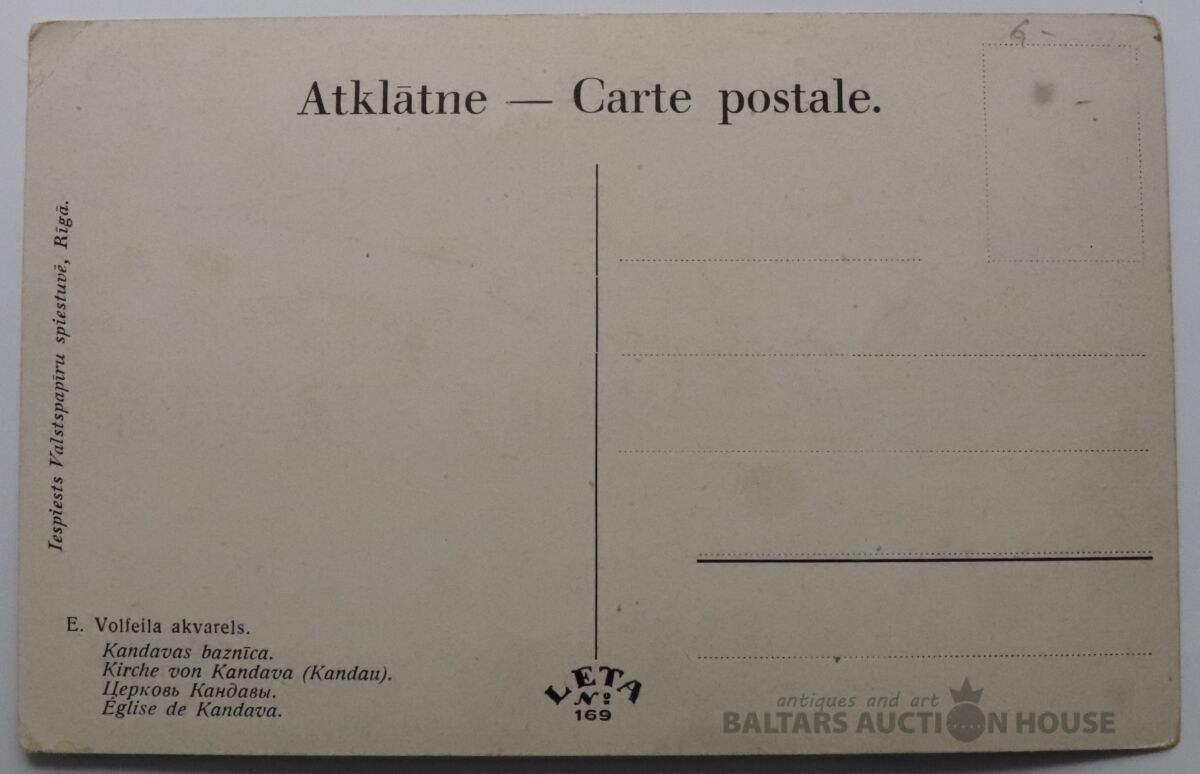 6 -
Atklātne — Carte postale.
Iespiests Valstspapīru spiestuvē, Rīgā.
E. Volfeila akvarels.
Kandavas baznīca.
Kirche von Kandava (Kandau).
Церковь Кандавы.
Église de Kandava.
LETA
№
169
antiques and art
BALTARS AUCTION HOUSE